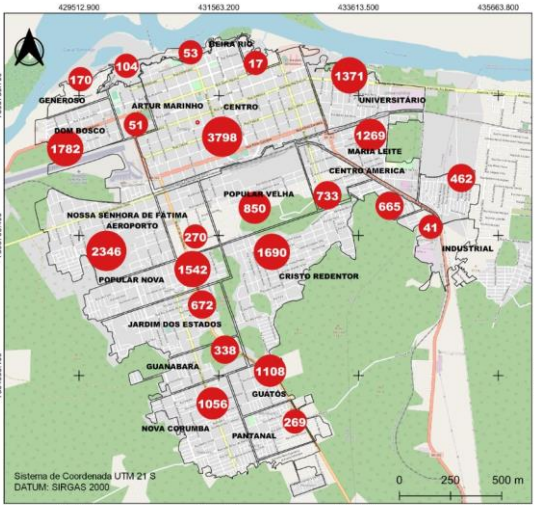 429512.900 431563.200 433613.500 435663.800
BEIRA RIO
53
104
17
170
1371
GENEROSO
UNIVERSITÁRIO
ARTUR MARINHO
CENTRO
51
DOM BOSCO
3798
1269
1782
MARIA LEITE
CENTRO AMERICA
462
POPULAR VELHA
733
850
665
NOSSA SENHORA DE FÁTIMA
AEROPORTO
41
270
2346
1690
INDUSTRIAL
1542
CRISTO REDENTOR
POPULAR NOVA
672
JARDIM DOS ESTADOS
338
GUANABARA
1108
GUATÓS
1056
269
NOVA CORUMBA
PANTANAL
Sistema de Coordenada UTM 21 S
DATUM: SIRGAS 2000
0 250 500 m